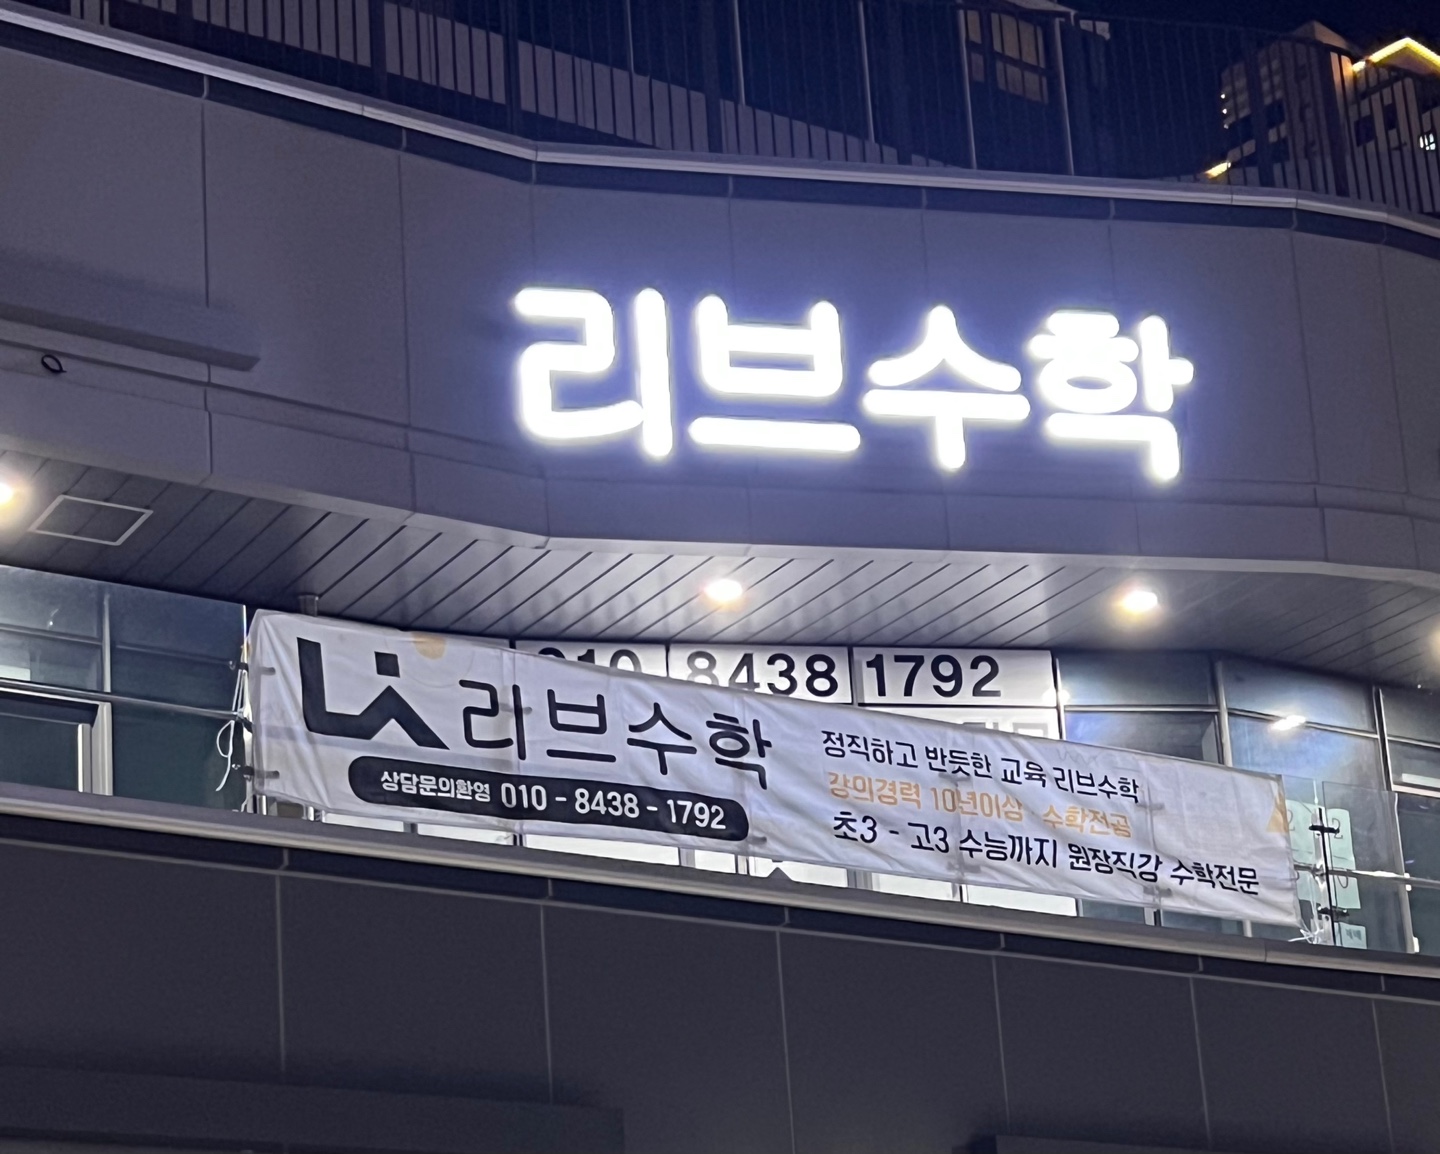 리브수학
8438 1792
리브수학
상담문의환영 010 - 8438 - 1792
정직하고 반듯한 교육 리브수학
강의경력 10년이상 수학전공
초3 - 고3 수능까지 원장직강 수학전문